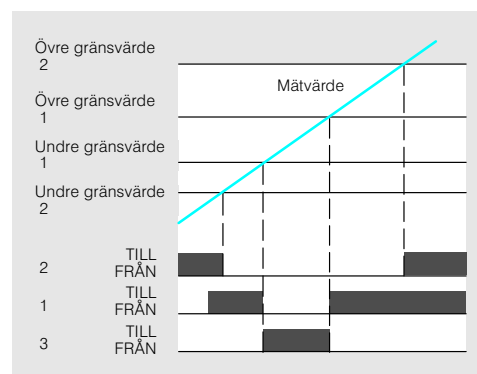 Övre gränsvärde
2
Mätvärde
Övre gränsvärde
1
Undre gränsvärde
1
Undre gränsvärde
2
TILL
2 FRÅN
TILL
1 FRÅN
TILL
3 FRÅN